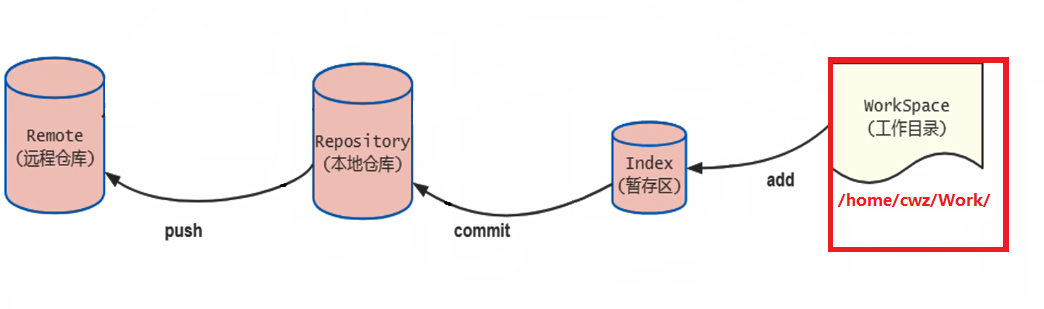 Remote
(远程仓库)
Repository
(本地仓库)
Index
(暂存区)
WorkSpace
(工作目录)
/home/cwz/Work/
push
commit
add